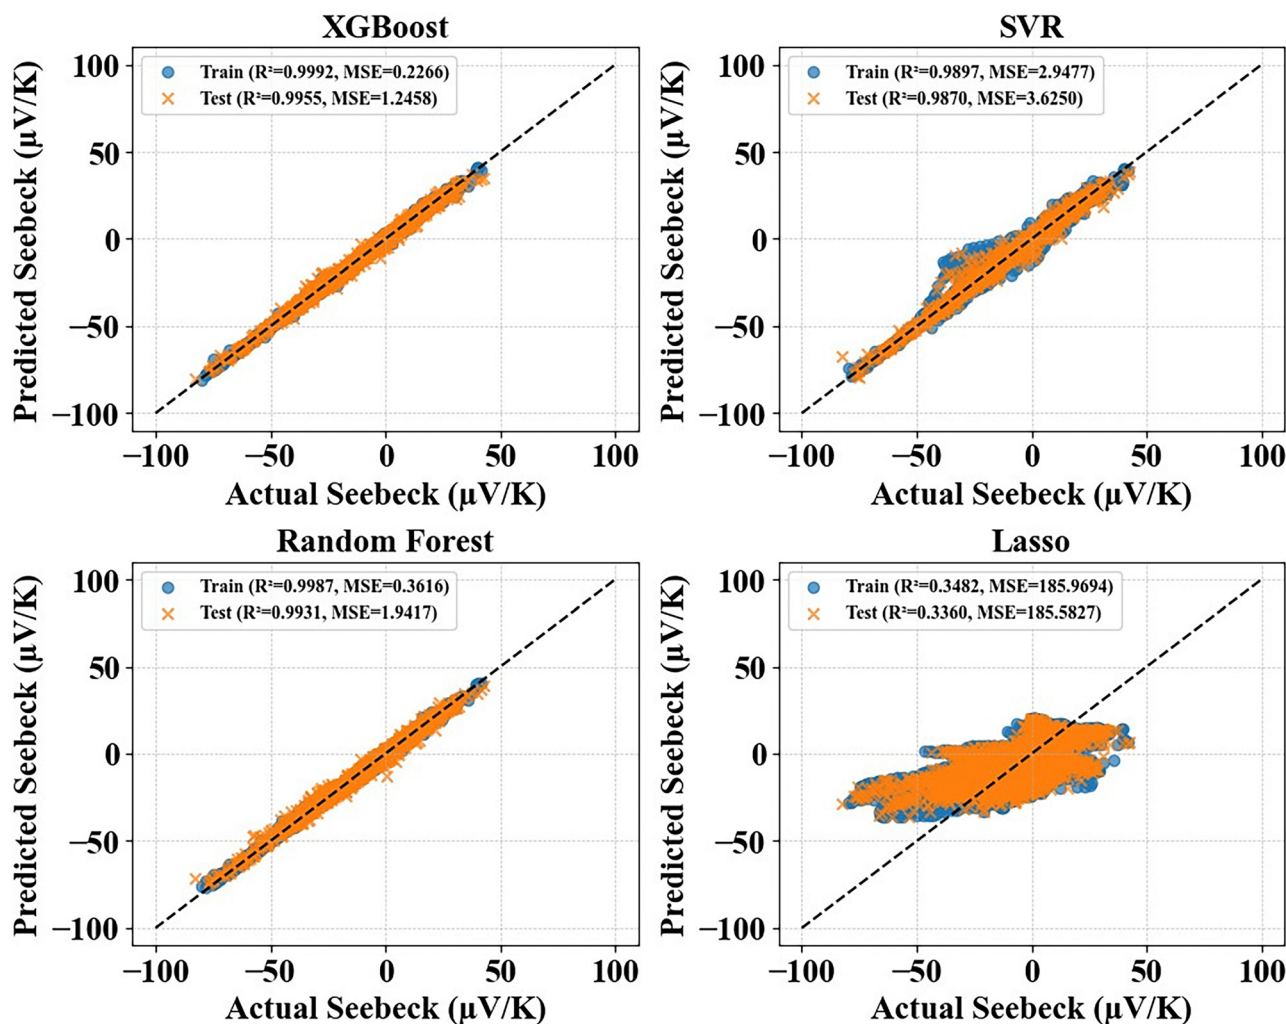 XGBoost
Train (R²=0.9992, MSE=0.2266)
Test (R²=0.9955, MSE=1.2458)
Predicted Seebeck (μV/K)
100
50
0
−50
−100
−100 −50 0 50 100
Actual Seebeck (μV/K)
SVR
Train (R²=0.9897, MSE=2.9477)
Test (R²=0.9870, MSE=3.6250)
Predicted Seebeck (μV/K)
100
50
0
−50
−100
−100 −50 0 50 100
Actual Seebeck (μV/K)
Random Forest
Train (R²=0.9987, MSE=0.3616)
Test (R²=0.9931, MSE=1.9417)
Predicted Seebeck (μV/K)
100
50
0
−50
−100
−100 −50 0 50 100
Actual Seebeck (μV/K)
Lasso
Train (R²=0.3482, MSE=185.9694)
Test (R²=0.3360, MSE=185.5827)
Predicted Seebeck (μV/K)
100
50
0
−50
−100
−100 −50 0 50 100
Actual Seebeck (μV/K)